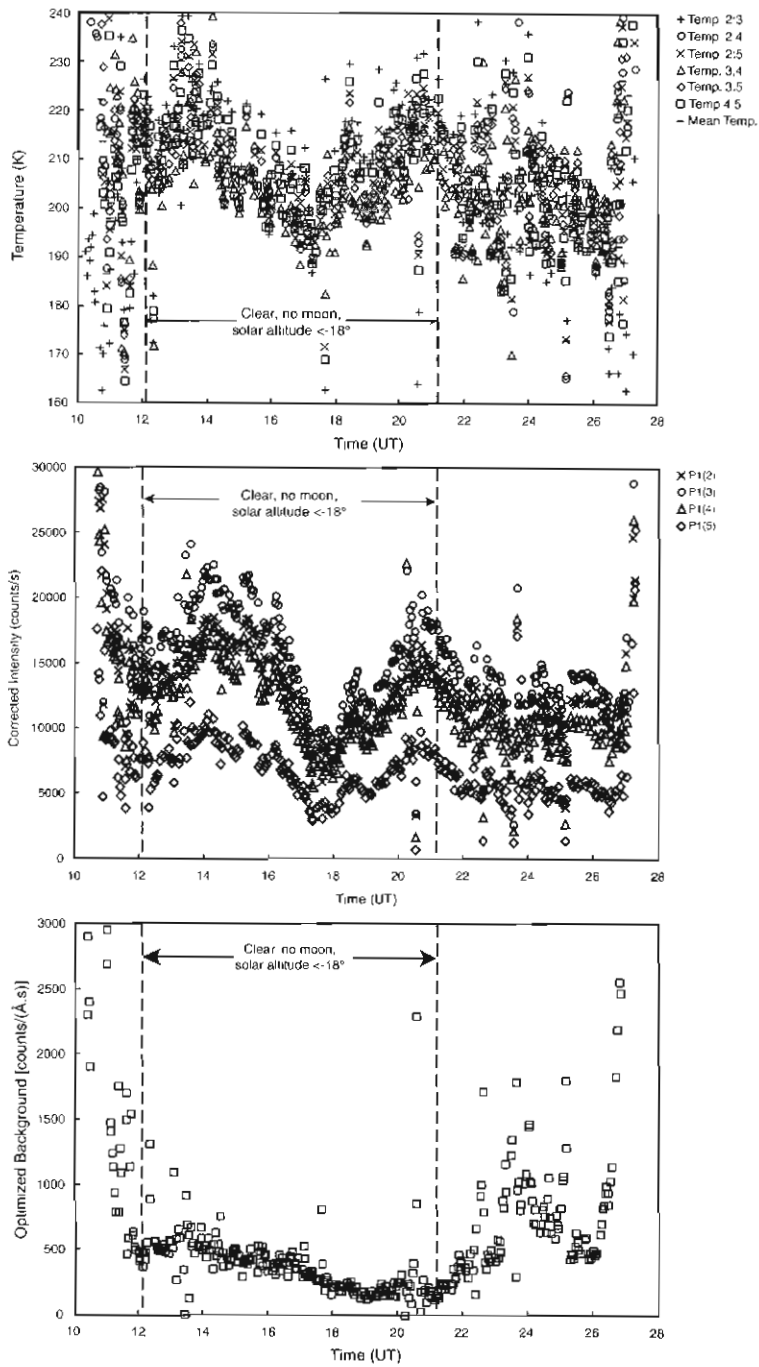 240
230
220
210
200
190
180
170
160
Temperature (K)
Clear, no moon,
solar altitude <-18°
10 12 14 16 18 20 22 24 26 28
Time (UT)
+ Temp 2:3
○ Temp 2:4
× Temp 2:5
△ Temp. 3,4
◇ Temp. 3,5
□ Temp 4 5
– Mean Temp.
30000
25000
20000
15000
10000
5000
0
Corrected Intensity (counts/s)
Clear, no moon,
solar altitude <-18°
10 12 14 16 18 20 22 24 26 28
Time (UT)
× P1(2)
○ P1(3)
△ P1(4)
◇ P1(5)
3000
2500
2000
1500
1000
500
0
Optimized Background [counts/(Å.s)]
Clear, no moon,
solar altitude <-18°
10 12 14 16 18 20 22 24 26 28
Time (UT)